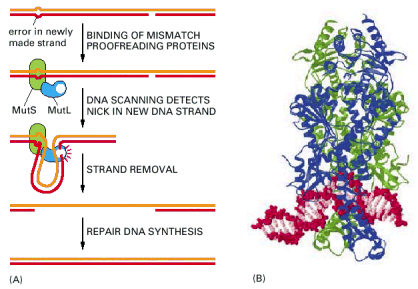 error in newly
made strand
BINDING OF MISMATCH
PROOFREADING PROTEINS
MutS
MutL
DNA SCANNING DETECTS
NICK IN NEW DNA STRAND
STRAND REMOVAL
REPAIR DNA SYNTHESIS
(A)
(B)